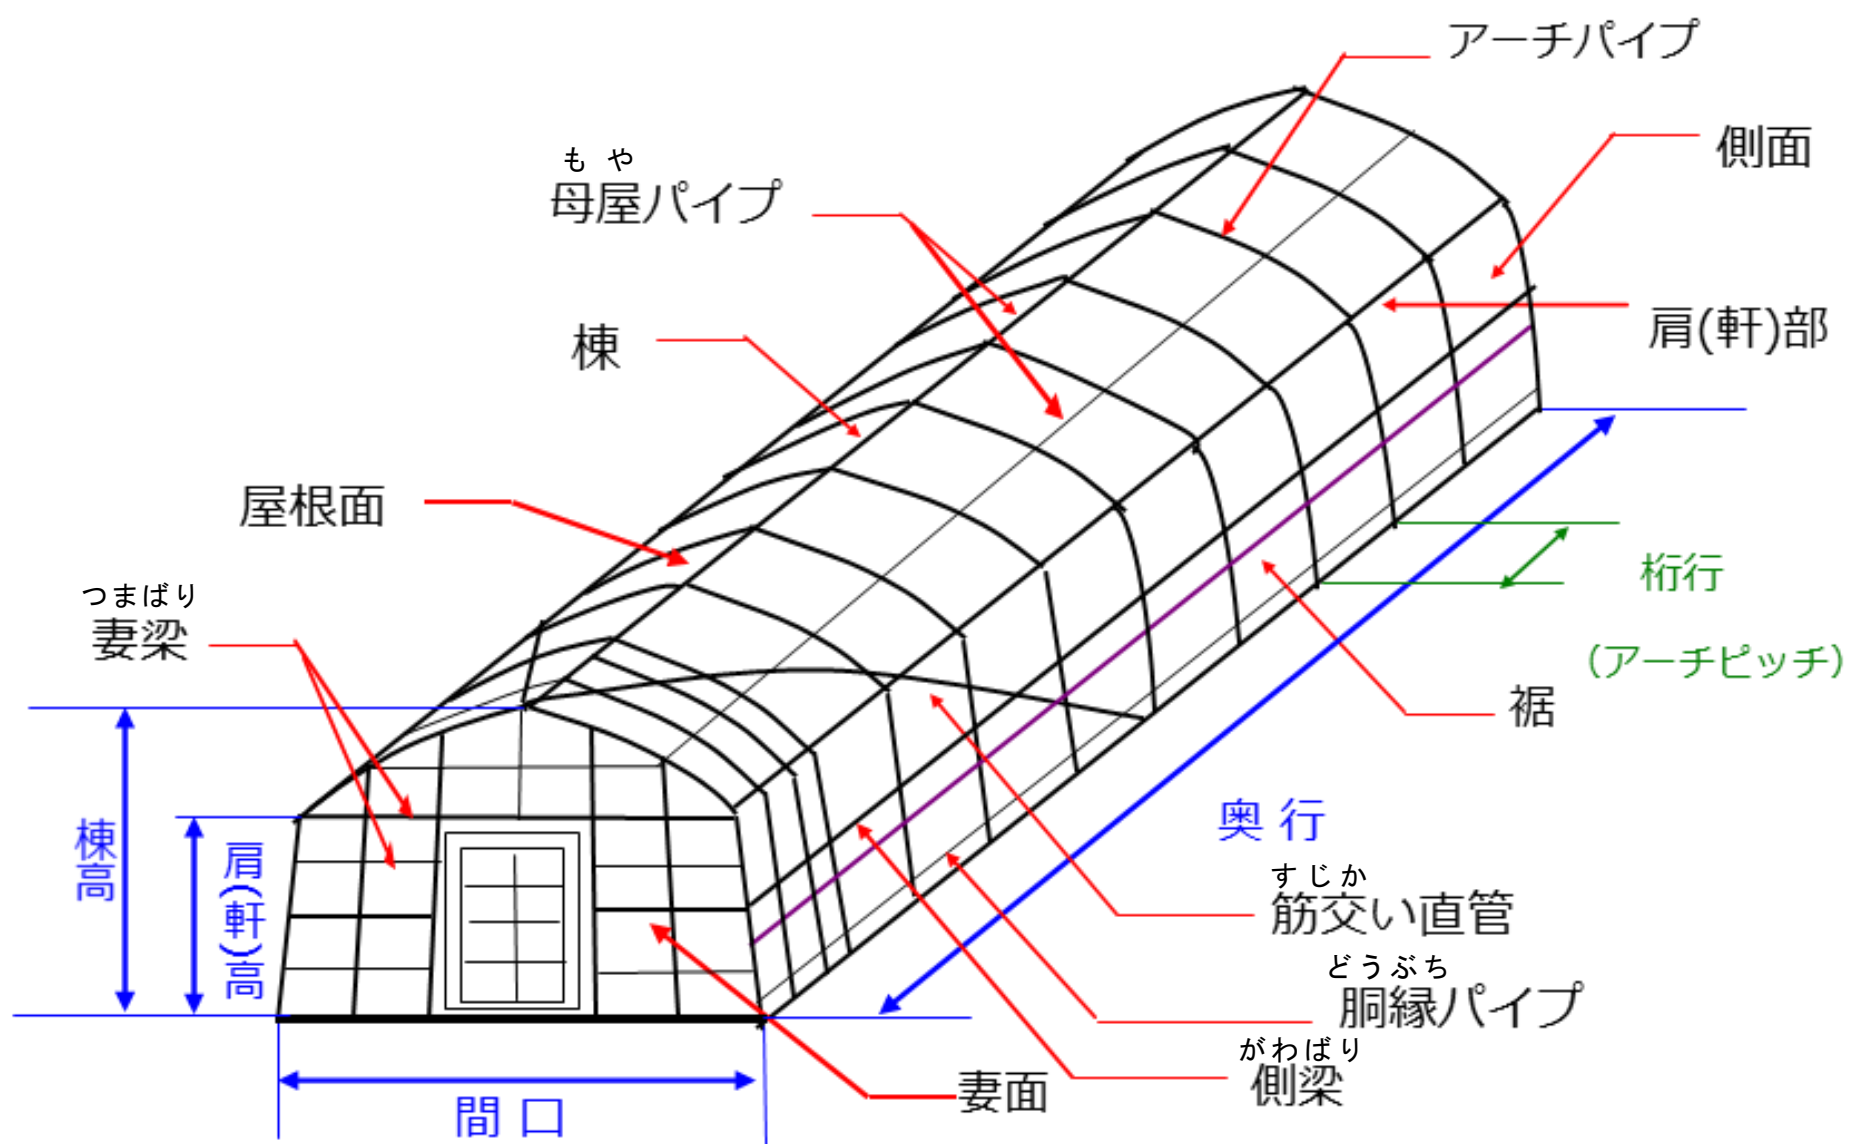 アーチパイプ
側面
もや
母屋パイプ
肩(軒)部
棟
屋根面
つまばり
妻梁
桁行
（アーチピッチ）
裾
棟高
肩(軒)高
奥行
すじか
筋交い直管
どうぶち
胴縁パイプ
がわばり
側梁
妻面
間口